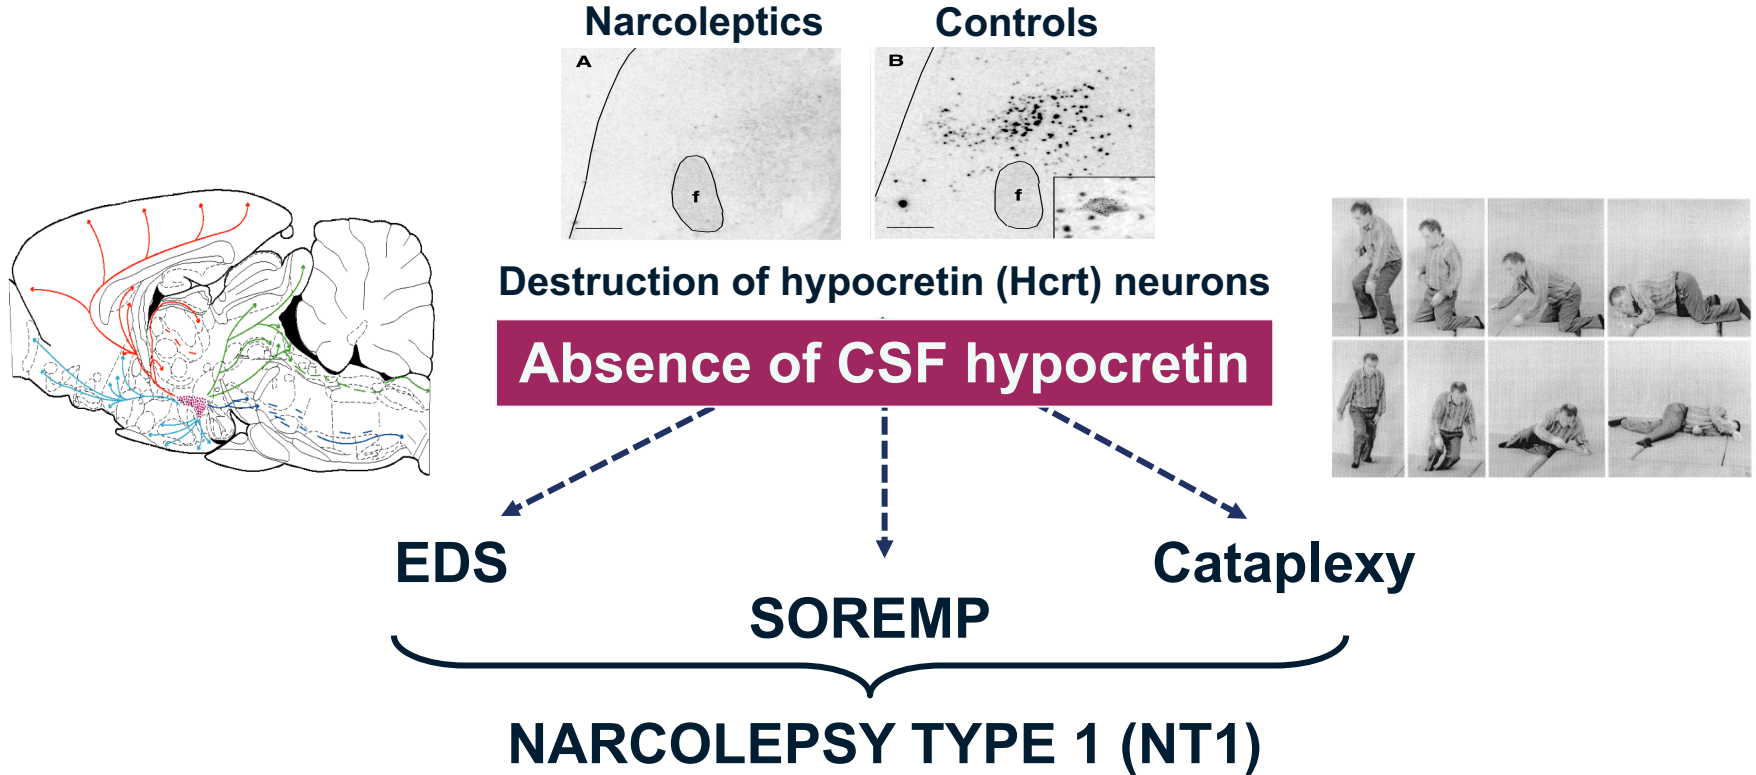 Narcoleptics
Controls
A
B
f
f
Destruction of hypocretin (Hcrt) neurons
Absence of CSF hypocretin
EDS
Cataplexy
SOREMP
NARCOLEPSY TYPE 1 (NT1)